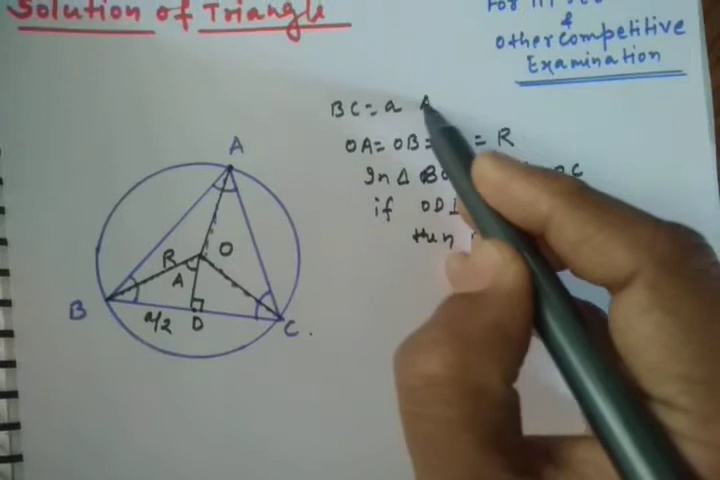 Solution of Triangle
&
Other Competitive
Examination
BC = a A
OA = OB = = R
In Δ
if OD⊥
then
A
R O
A
B a/2 D C.